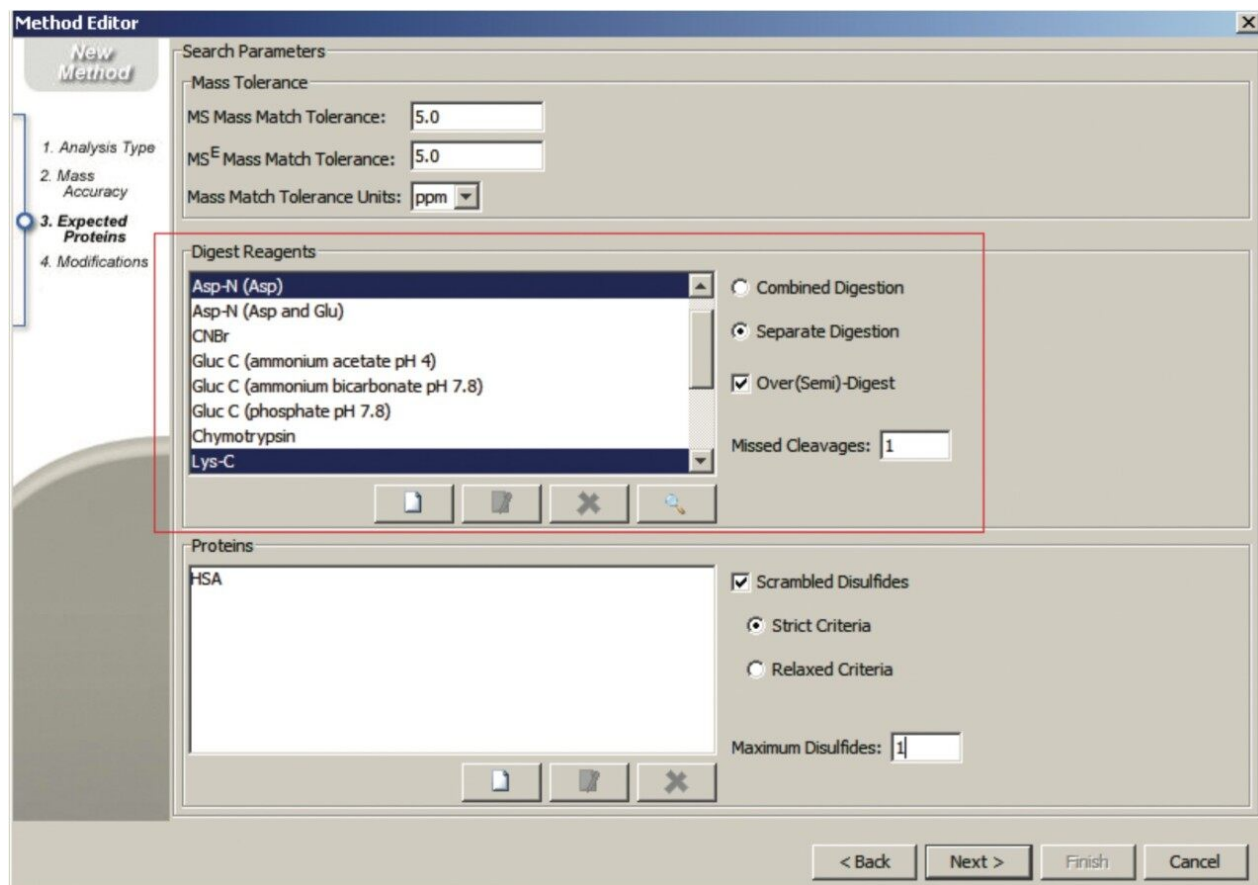 Method Editor
New
Method
1. Analysis Type
2. Mass
Accuracy
3. Expected
Proteins
4. Modifications
Search Parameters
Mass Tolerance
MS Mass Match Tolerance: 5.0
MSE Mass Match Tolerance: 5.0
Mass Match Tolerance Units: ppm
Digest Reagents
Asp-N (Asp)
Asp-N (Asp and Glu)
CNBr
Gluc C (ammonium acetate pH 4)
Gluc C (ammonium bicarbonate pH 7.8)
Gluc C (phosphate pH 7.8)
Chymotrypsin
Lys-C
Combined Digestion
Separate Digestion
Over(Semi)-Digest
Missed Cleavages: 1
Proteins
HSA
Scrambled Disulfides
Strict Criteria
Relaxed Criteria
Maximum Disulfides: 1
< Back Next > Finish Cancel